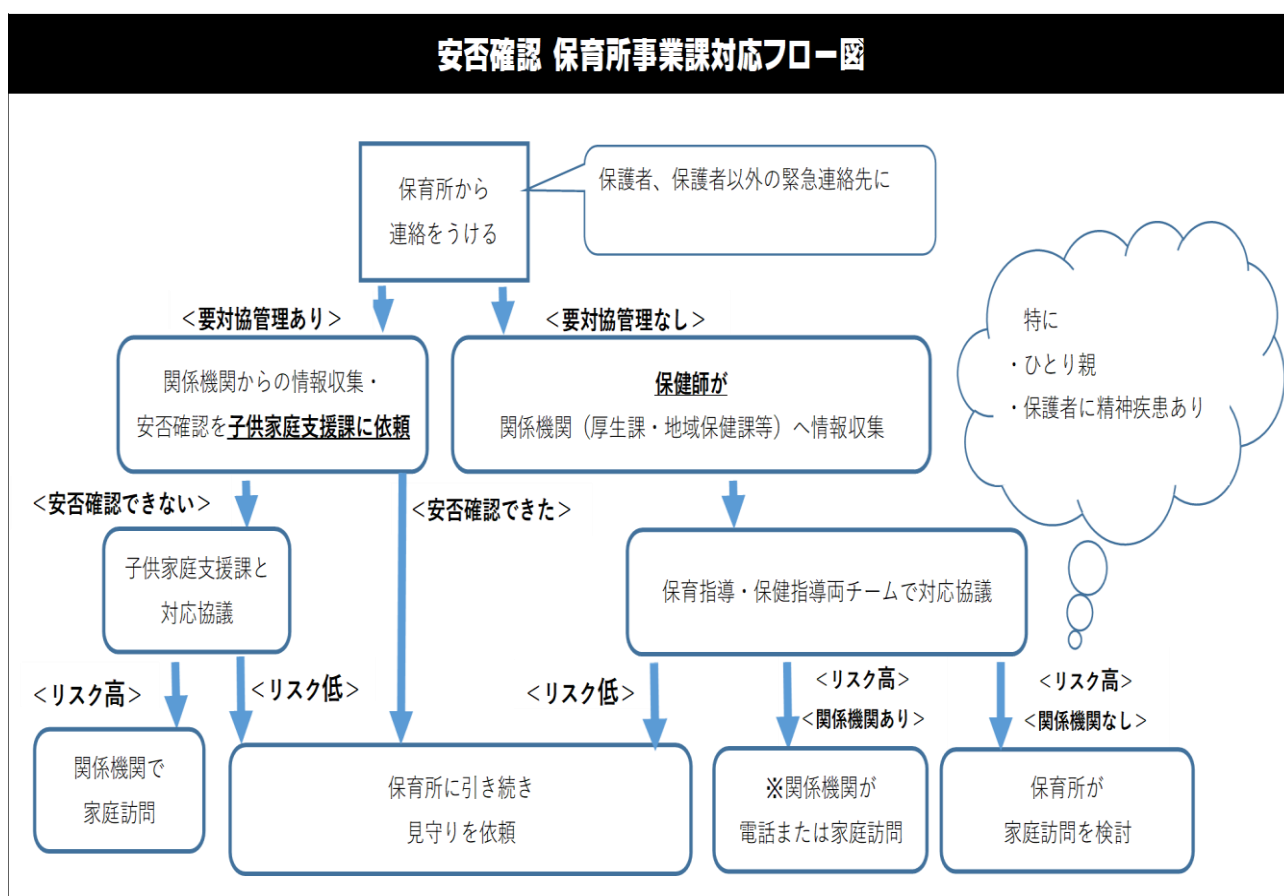 安否確認 保育所事業課対応フロー図
保育所から
連絡をうける
保護者、保護者以外の緊急連絡先に
＜要対協管理あり＞
＜要対協管理なし＞
関係機関からの情報収集・
安否確認を子供家庭支援課に依頼
保健師が
関係機関（厚生課・地域保健課等）へ情報収集
特に
・ひとり親
・保護者に精神疾患あり
＜安否確認できない＞
＜安否確認できた＞
子供家庭支援課と
対応協議
保育指導・保健指導両チームで対応協議
＜リスク高＞
＜リスク低＞
＜リスク低＞
＜リスク高＞
＜関係機関あり＞
＜リスク高＞
＜関係機関なし＞
関係機関で
家庭訪問
保育所に引き続き
見守りを依頼
※関係機関が
電話または家庭訪問
保育所が
家庭訪問を検討